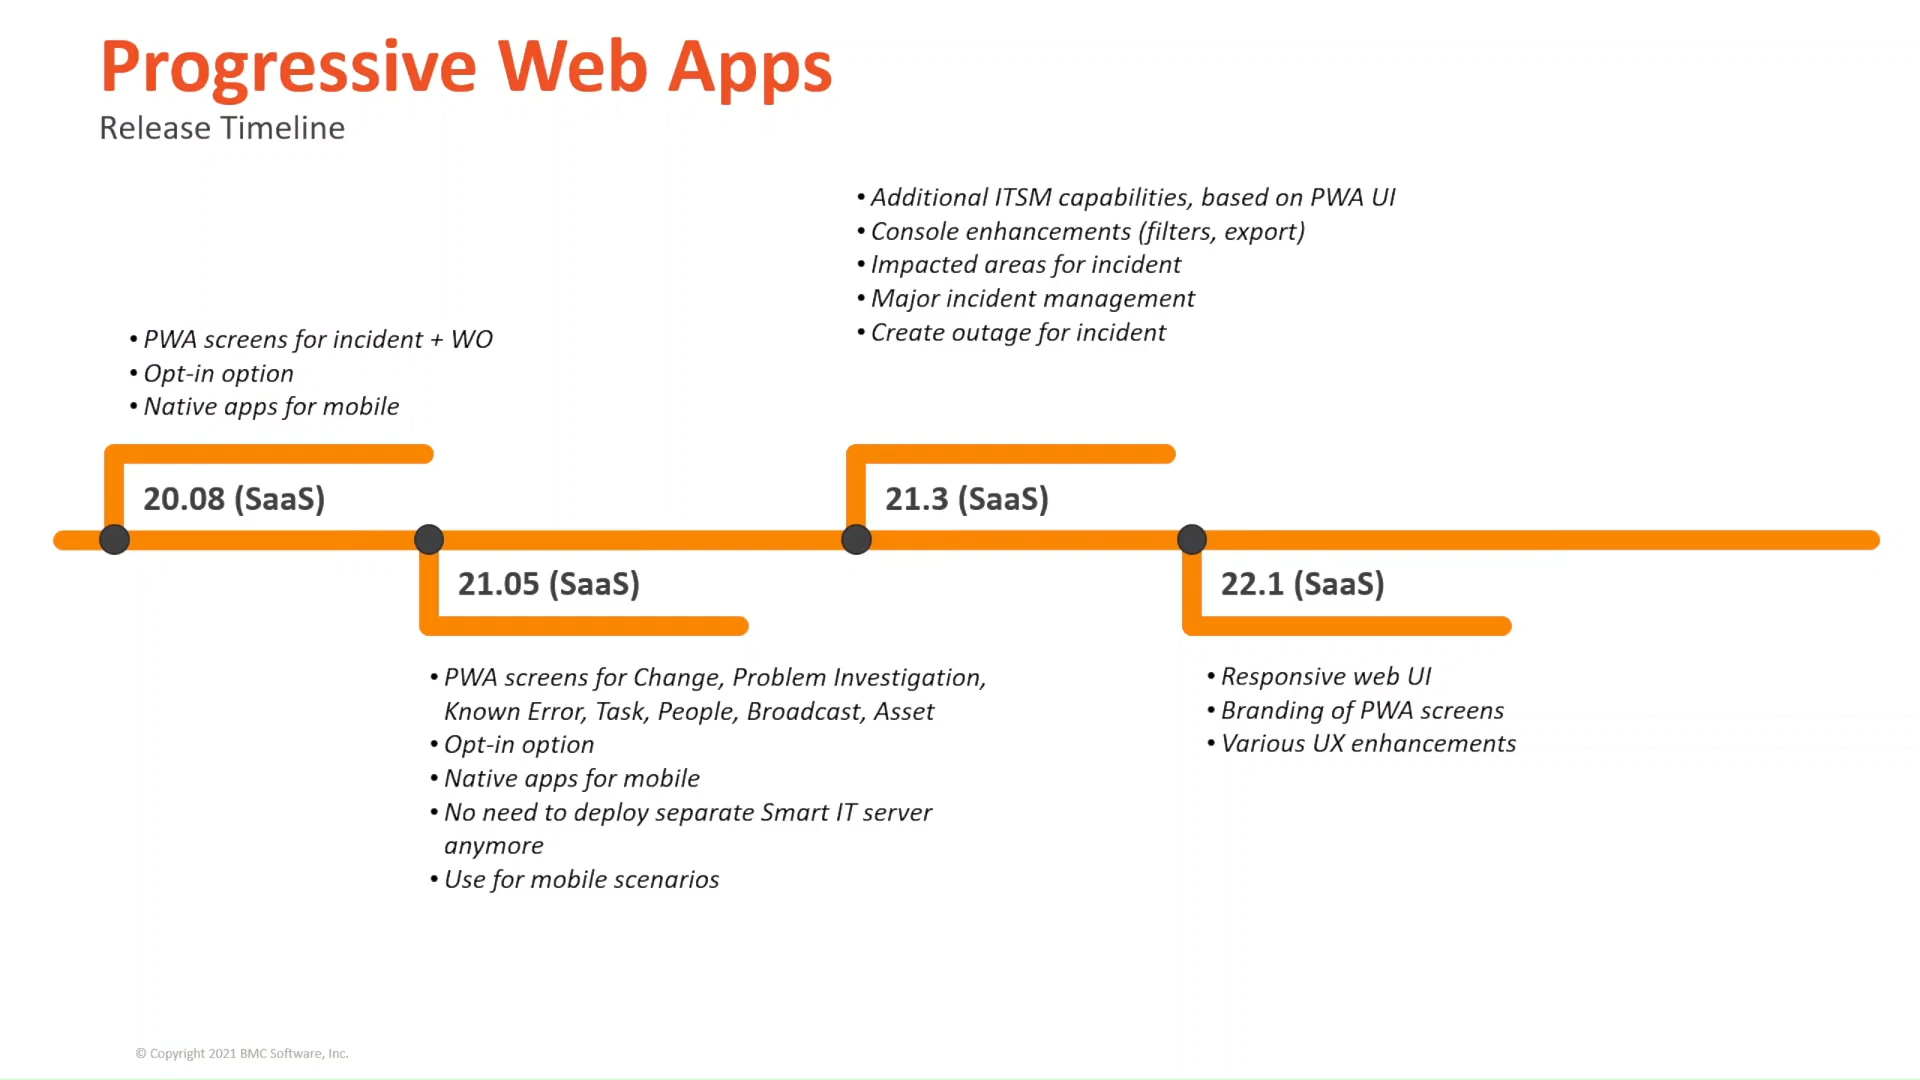 Progressive Web Apps
Release Timeline
• PWA screens for incident + WO
• Opt-in option
• Native apps for mobile
20.08 (SaaS)
21.05 (SaaS)
• PWA screens for Change, Problem Investigation,
Known Error, Task, People, Broadcast, Asset
• Opt-in option
• Native apps for mobile
• No need to deploy separate Smart IT server
anymore
• Use for mobile scenarios
• Additional ITSM capabilities, based on PWA UI
• Console enhancements (filters, export)
• Impacted areas for incident
• Major incident management
• Create outage for incident
21.3 (SaaS)
22.1 (SaaS)
• Responsive web UI
• Branding of PWA screens
• Various UX enhancements
© Copyright 2021 BMC Software, Inc.